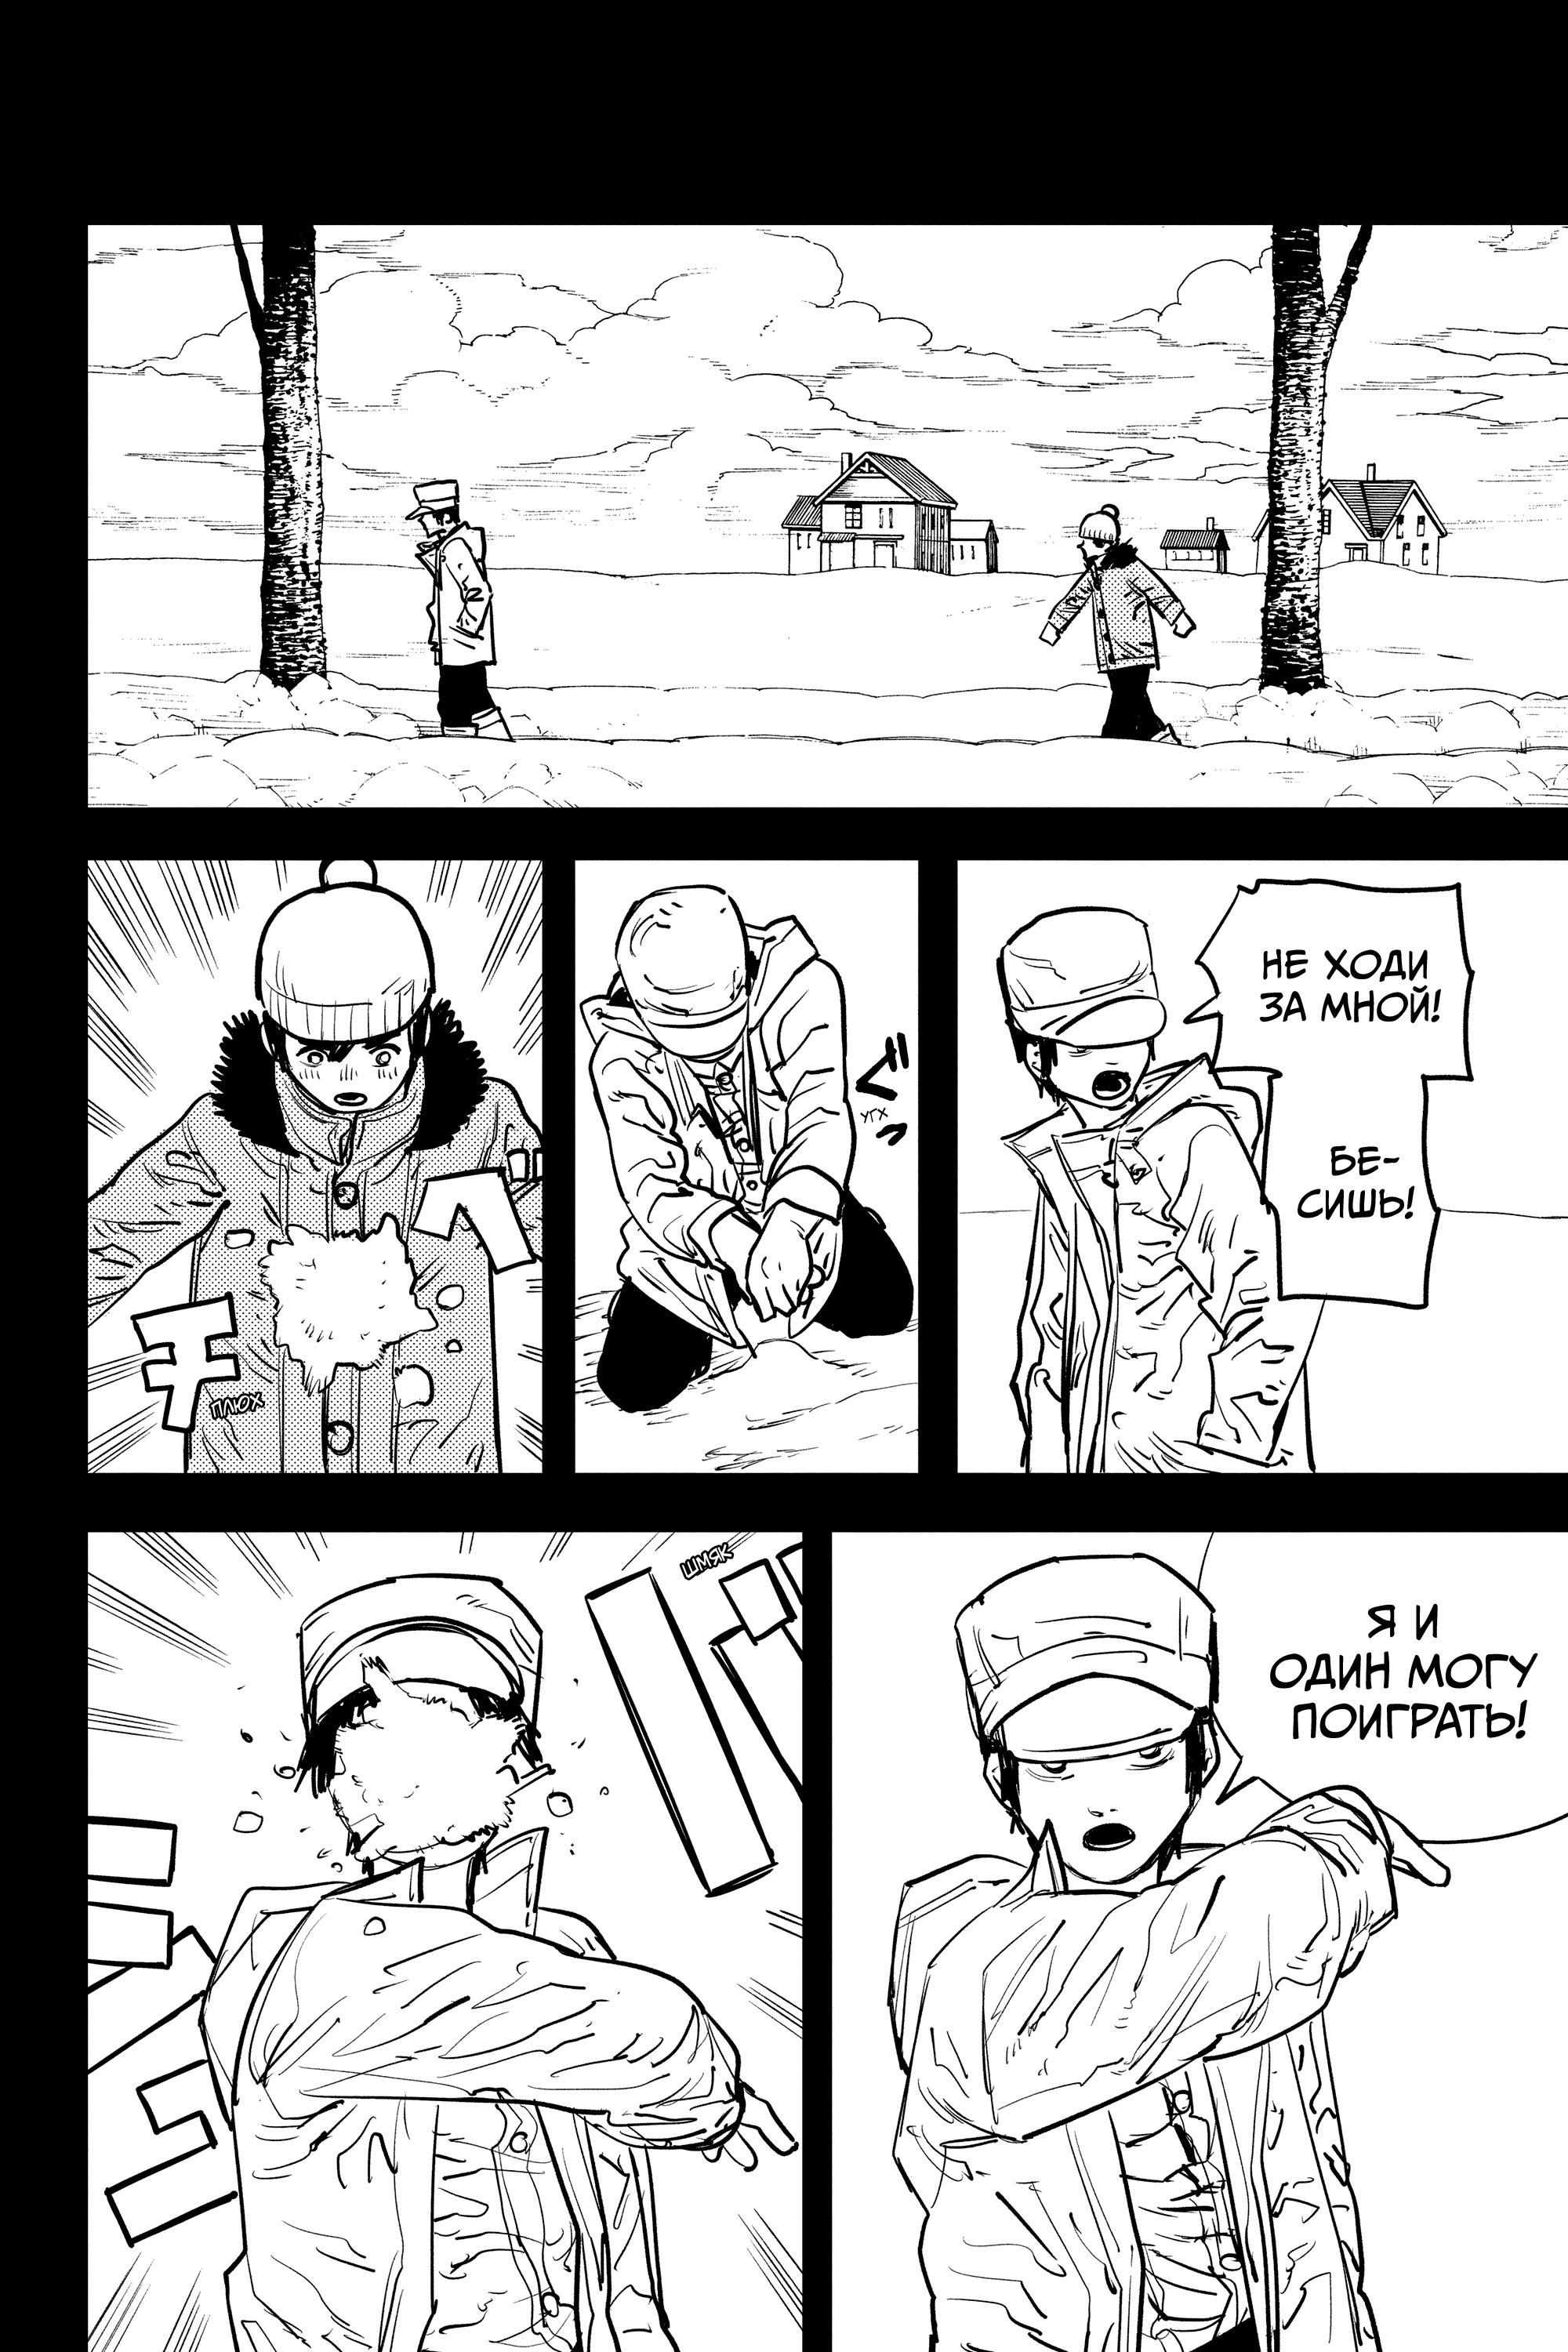 НЕ ХОДИ
ЗА МНОЙ!
БЕ-
СИШЬ!
УГХ
ПЛЮХ
Я И
ОДИН МОГУ
ПОИГРАТЬ!
ШМЯК